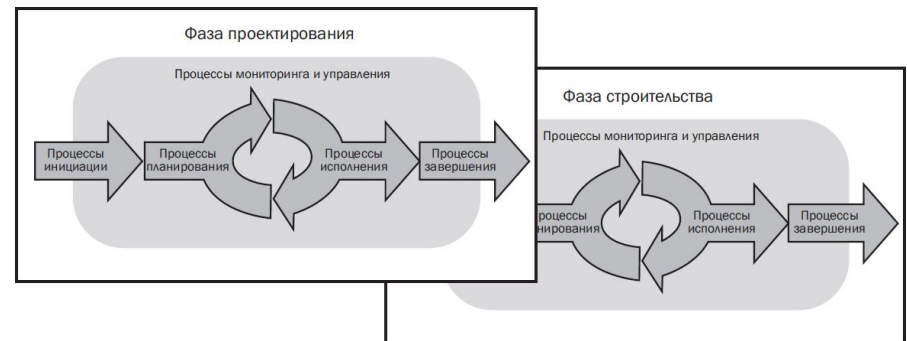 Фаза проектирования
Процессы мониторинга и управления
Процессы
инициации
Процессы
планирования
Процессы
исполнения
Процессы
завершения
Фаза строительства
Процессы мониторинга и управления
роцессы
нирования
Процессы
исполнения
Процессы
завершения